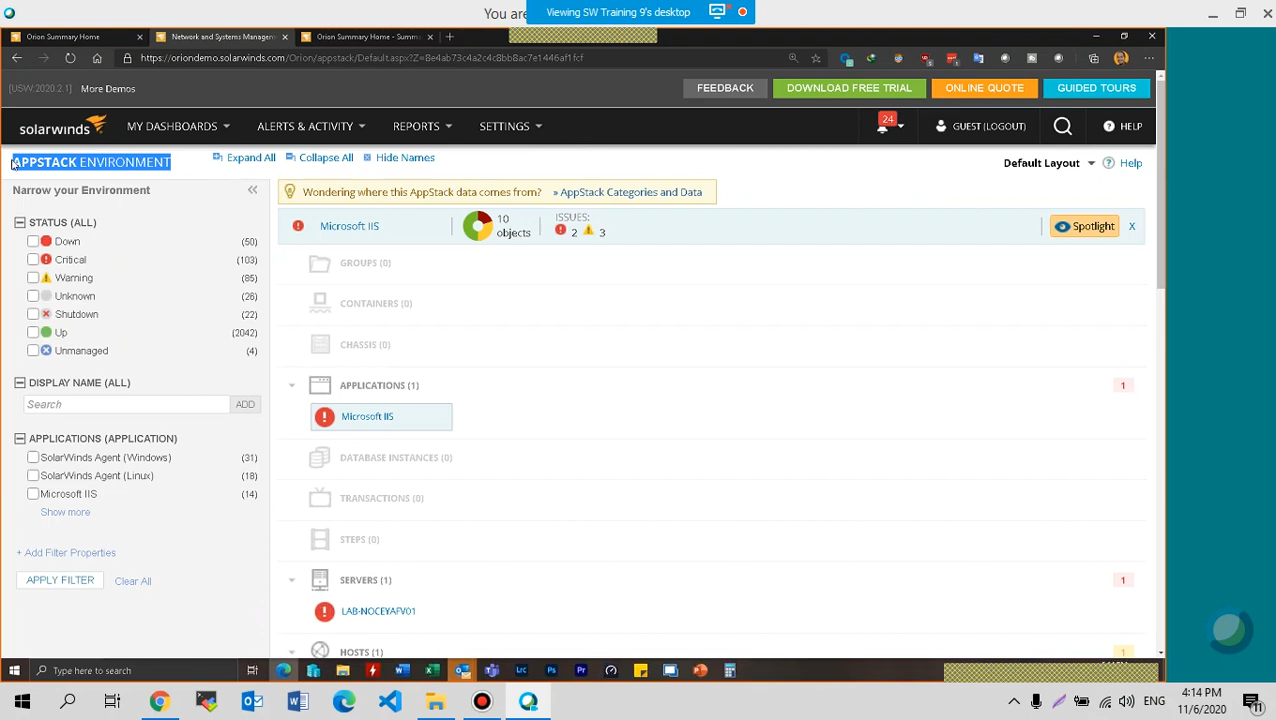 You are
Viewing SW Training 9's desktop
Orion Summary Home
Network and Systems Manageme
Orion Summary Home - Summary
https://oriondemo.solarwinds.com/Orion/appstack/Default.aspx?Z=8e4ab73c4a2c4c8bb8ac7e1446af1fcf
[USW.2020.2.1]
More Demos
FEEDBACK
DOWNLOAD FREE TRIAL
ONLINE QUOTE
GUIDED TOURS
solarwinds
MY DASHBOARDS
ALERTS & ACTIVITY
REPORTS
SETTINGS
24
GUEST (LOGOUT)
HELP
APPSTACK ENVIRONMENT
Expand All
Collapse All
Hide Names
Default Layout
Help
Narrow your Environment
Wondering where this AppStack data comes from?
» AppStack Categories and Data
STATUS (ALL)
Down (50)
Critical (103)
Warning (85)
Unknown (26)
Shutdown (22)
Up (2042)
Unmanaged (4)
DISPLAY NAME (ALL)
Search
ADD
APPLICATIONS (APPLICATION)
SolarWinds Agent (Windows) (31)
SolarWinds Agent (Linux) (18)
Microsoft IIS (14)
Show more
+ Add Filter Properties
APPLY FILTER
Clear All
Microsoft IIS
10
objects
ISSUES:
2
3
Spotlight
X
GROUPS (0)
CONTAINERS (0)
CHASSIS (0)
APPLICATIONS (1)
1
Microsoft IIS
DATABASE INSTANCES (0)
TRANSACTIONS (0)
STEPS (0)
SERVERS (1)
1
LAB-NOCEYAFV01
HOSTS (1)
1
Type here to search
ENG
4:14 PM
11/6/2020